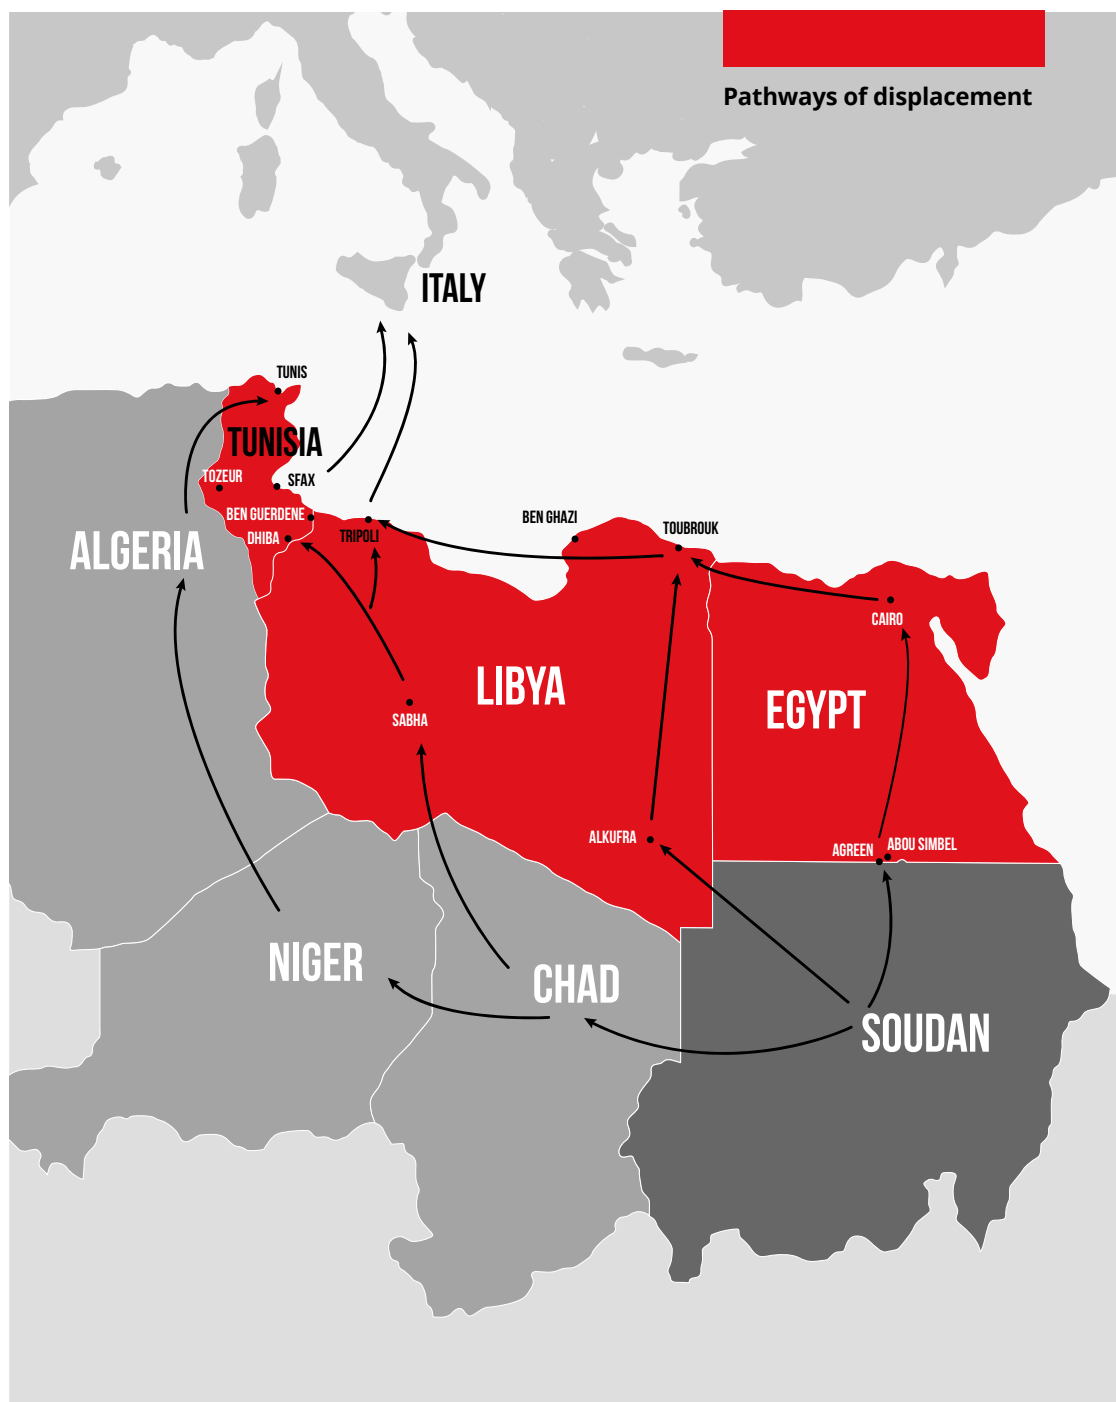 Pathways of displacement
ITALY
TUNIS
TUNISIA
TOZEUR
SFAX
BEN GUERDENE
DHIBA
TRIPOLI
BEN GHAZI
TOUBROUK
ALGERIA
CAIRO
LIBYA
EGYPT
SABHA
ALKUFRA
AGREEN
ABOU SIMBEL
NIGER
CHAD
SOUDAN